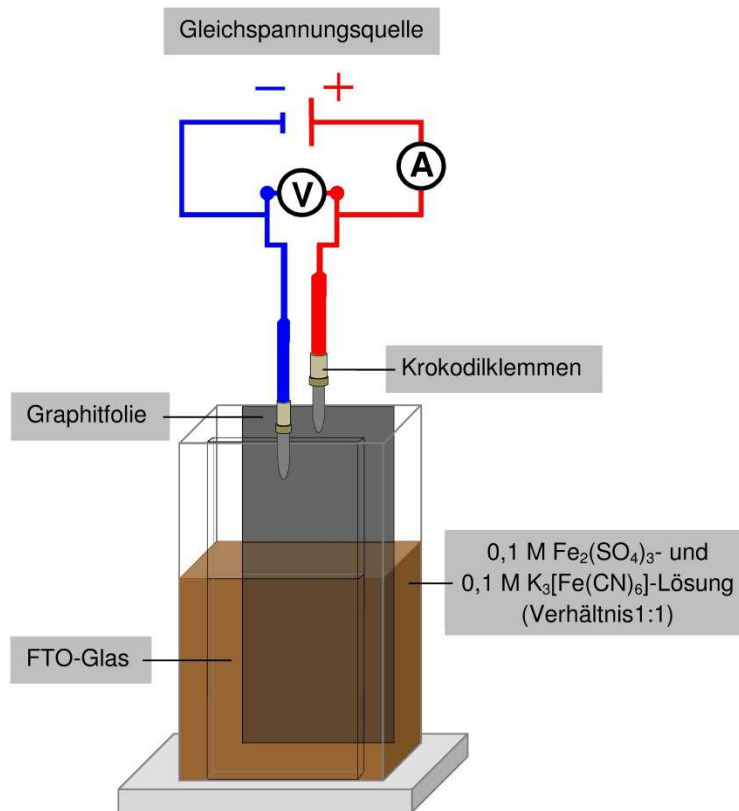 Gleichspannungsquelle
− +
A
V
Krokodilklemmen
Graphitfolie
0,1 M Fe₂(SO₄)₃- und
0,1 M K₃[Fe(CN)₆]-Lösung
(Verhältnis1:1)
FTO-Glas